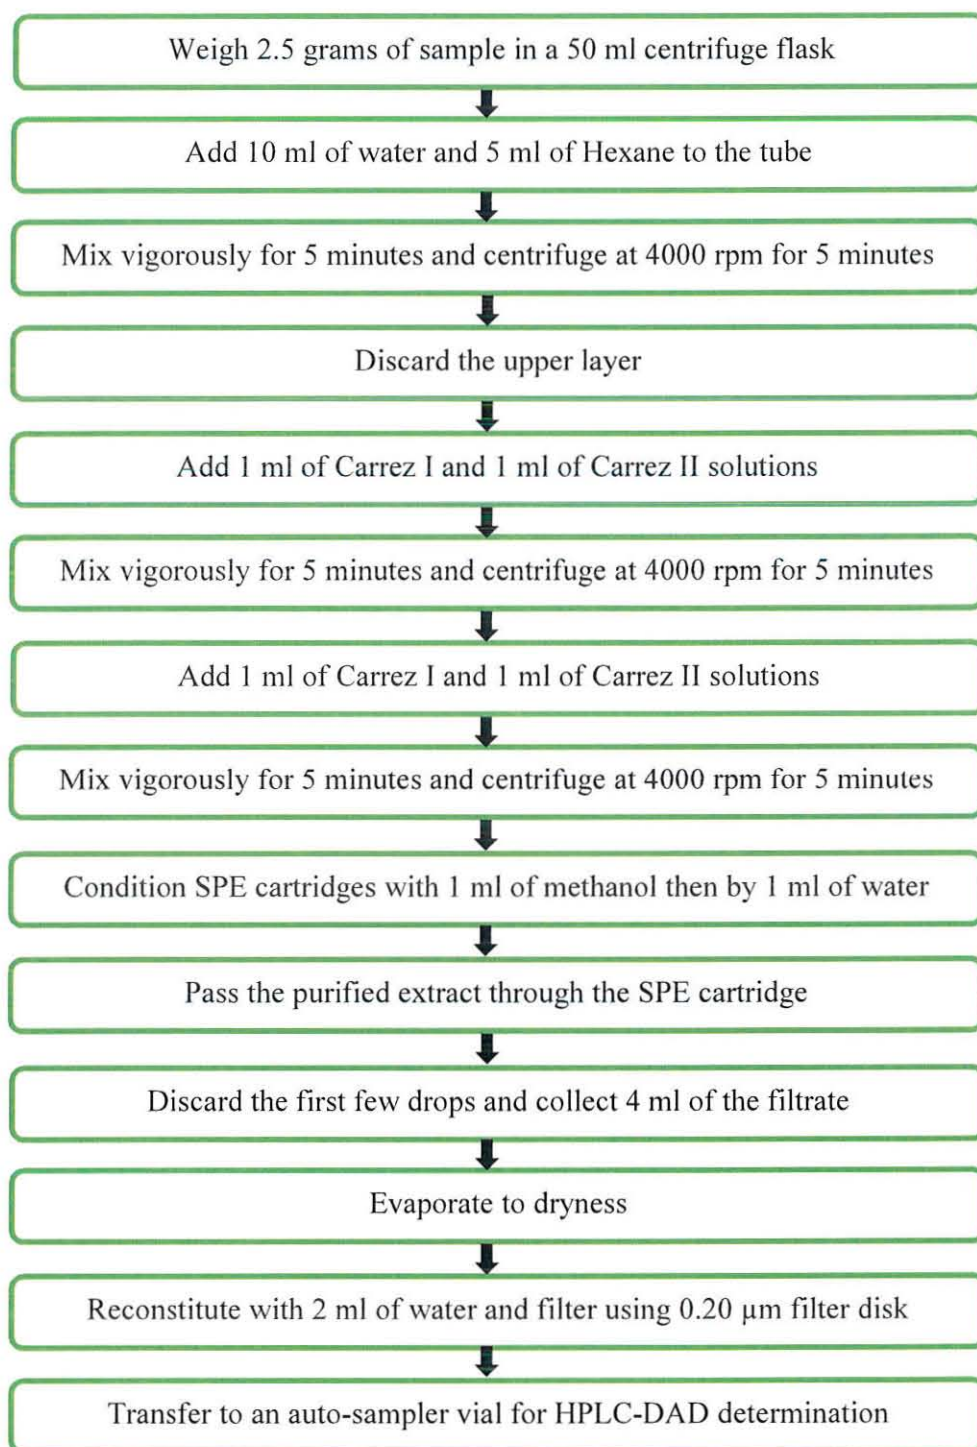 Weigh 2.5 grams of sample in a 50 ml centrifuge flask
Add 10 ml of water and 5 ml of Hexane to the tube
Mix vigorously for 5 minutes and centrifuge at 4000 rpm for 5 minutes
Discard the upper layer
Add 1 ml of Carrez I and 1 ml of Carrez II solutions
Mix vigorously for 5 minutes and centrifuge at 4000 rpm for 5 minutes
Add 1 ml of Carrez I and 1 ml of Carrez II solutions
Mix vigorously for 5 minutes and centrifuge at 4000 rpm for 5 minutes
Condition SPE cartridges with 1 ml of methanol then by 1 ml of water
Pass the purified extract through the SPE cartridge
Discard the first few drops and collect 4 ml of the filtrate
Evaporate to dryness
Reconstitute with 2 ml of water and filter using 0.20 µm filter disk
Transfer to an auto-sampler vial for HPLC-DAD determination